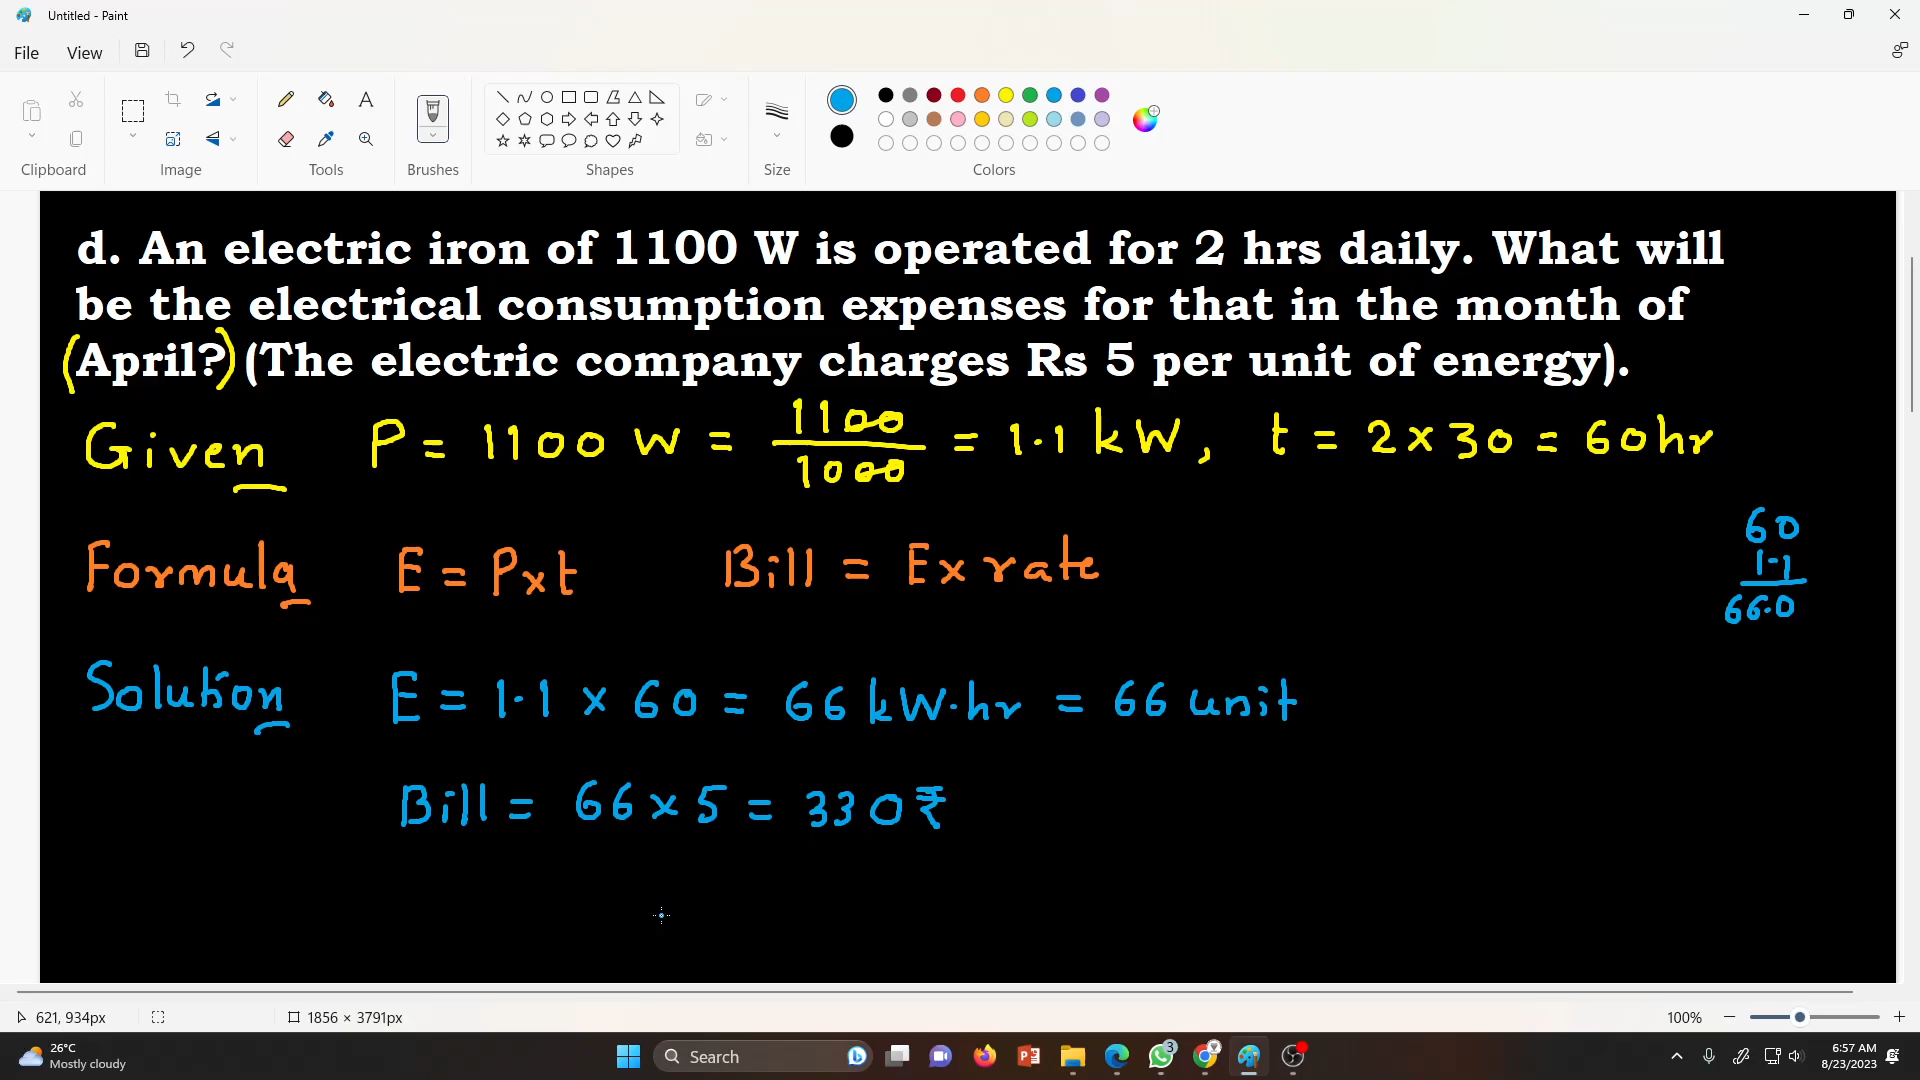 Untitled - Paint
File View
Clipboard Image Tools Brushes Shapes Size Colors
d. An electric iron of 1100 W is operated for 2 hrs daily. What will
be the electrical consumption expenses for that in the month of
(April?) (The electric company charges Rs 5 per unit of energy).
Given P = 1100 W = 1100/1000 = 1.1 kW, t = 2 × 30 = 60hr
60
1.1
66.0
Formula E = P×t Bill = E× rate
Solution E = 1.1 × 60 = 66 kW.hr = 66 unit
Bill = 66 × 5 = 330 ₹
621, 934px 1856 × 3791px 100%
26°C
Mostly cloudy
Search
3
6:57 AM
8/23/2023